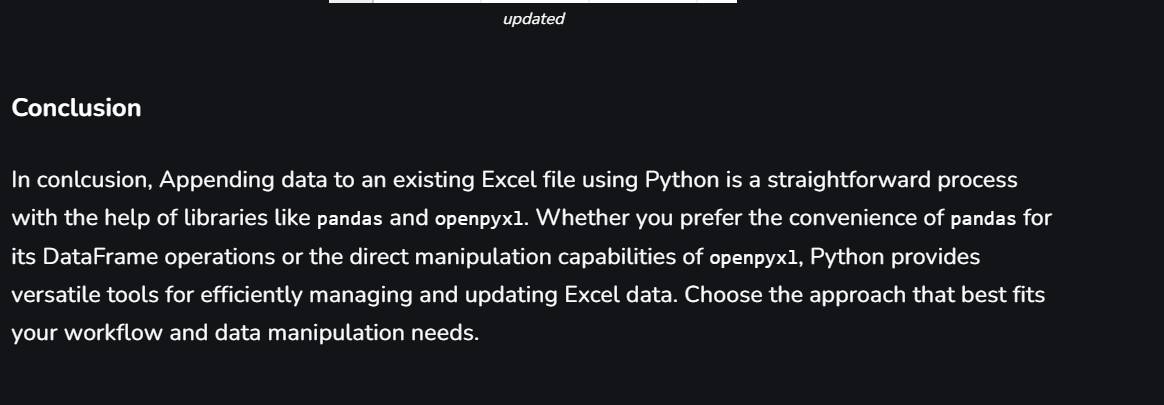 updated
Conclusion
In conlcusion, Appending data to an existing Excel file using Python is a straightforward process
with the help of libraries like pandas and openpyxl. Whether you prefer the convenience of pandas for
its DataFrame operations or the direct manipulation capabilities of openpyxl, Python provides
versatile tools for efficiently managing and updating Excel data. Choose the approach that best fits
your workflow and data manipulation needs.